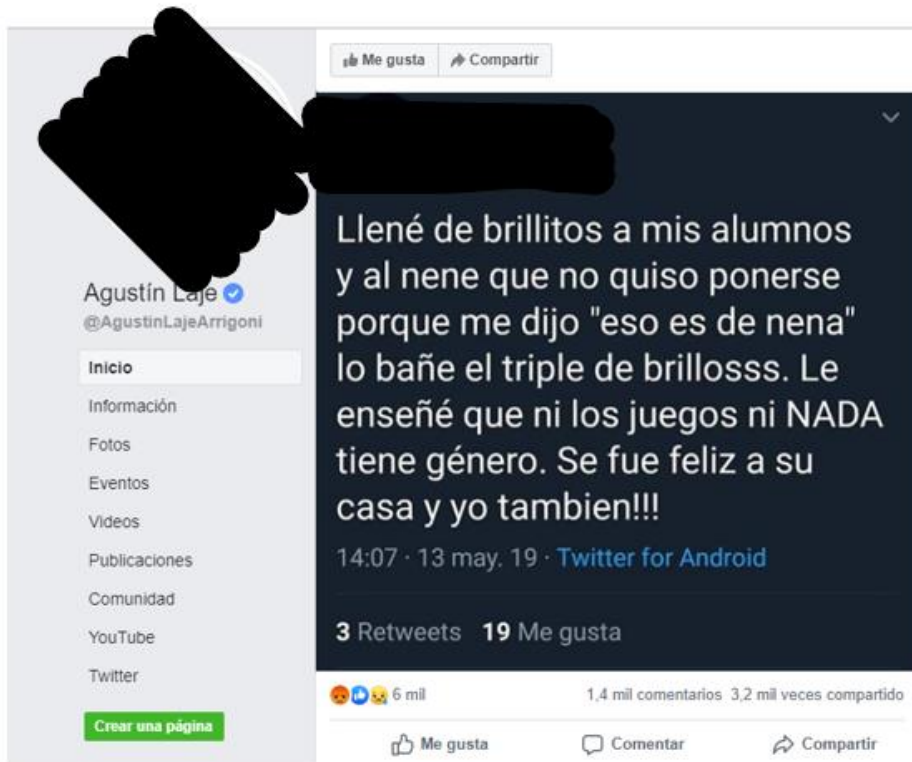 Me gusta Compartir
Llené de brillitos a mis alumnos
y al nene que no quiso ponerse
porque me dijo "eso es de nena"
lo bañe el triple de brillosss. Le
enseñé que ni los juegos ni NADA
tiene género. Se fue feliz a su
casa y yo tambien!!!
14:07 · 13 may. 19 · Twitter for Android
3 Retweets 19 Me gusta
6 mil 1,4 mil comentarios 3,2 mil veces compartido
Me gusta Comentar Compartir
Agustín Laje
@AgustinLajeArrigoni
Inicio
Información
Fotos
Eventos
Videos
Publicaciones
Comunidad
YouTube
Twitter
Crear una página